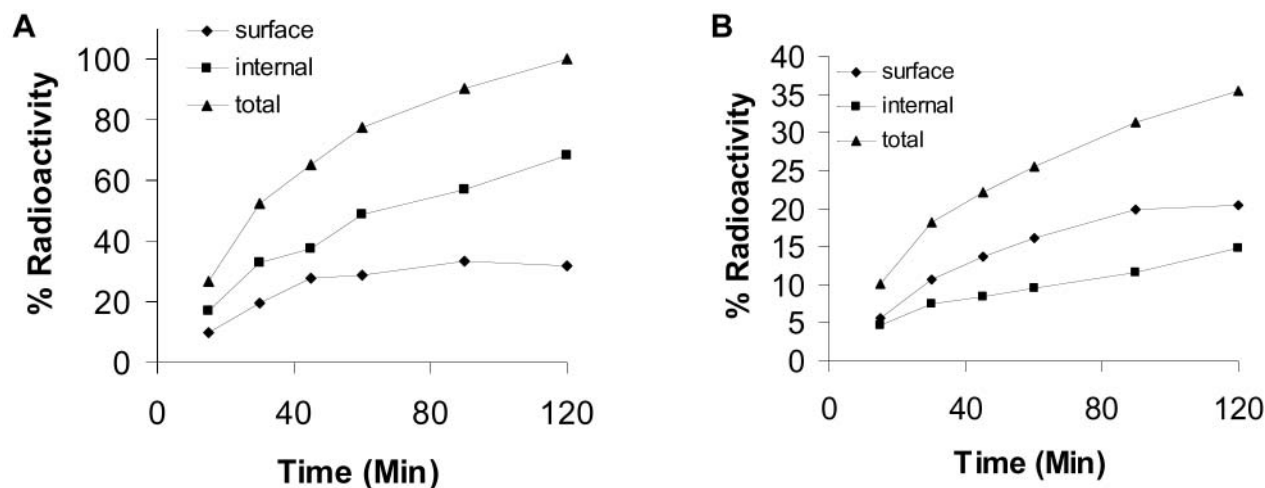 A
surface
internal
total
% Radioactivity
100
80
60
40
20
0
0 40 80 120
Time (Min)
B
surface
internal
total
% Radioactivity
40
35
30
25
20
15
10
5
0
0 40 80 120
Time (Min)